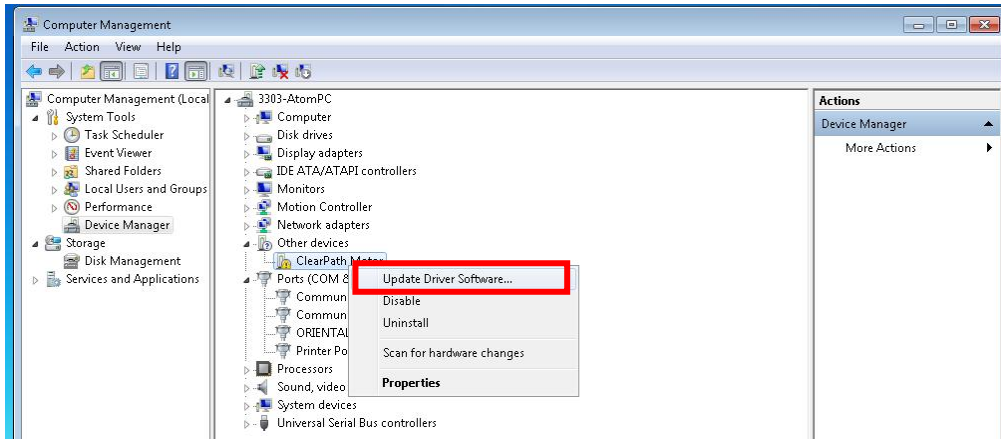 Computer Management
File Action View Help
Computer Management (Local
System Tools
Task Scheduler
Event Viewer
Shared Folders
Local Users and Groups
Performance
Device Manager
Storage
Disk Management
Services and Applications
3303-AtomPC
Computer
Disk drives
Display adapters
IDE ATA/ATAPI controllers
Monitors
Motion Controller
Network adapters
Other devices
ClearPath Motor
Ports (COM &
Commun
Commun
ORIENTAL
Printer Po
Processors
Sound, video
System devices
Universal Serial Bus controllers
Update Driver Software...
Disable
Uninstall
Scan for hardware changes
Properties
Actions
Device Manager
More Actions